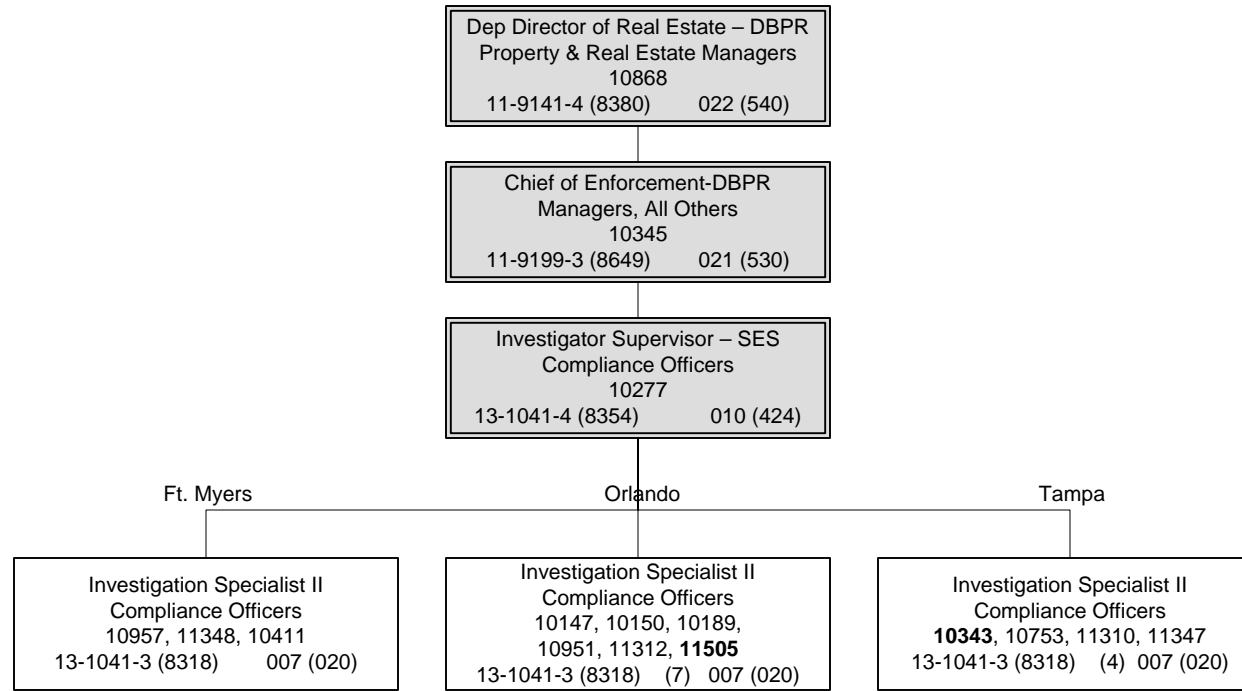 Dep Director of Real Estate – DBPR
Property & Real Estate Managers
10868
11-9141-4 (8380) 022 (540)
Chief of Enforcement-DBPR
Managers, All Others
10345
11-9199-3 (8649) 021 (530)
Investigator Supervisor – SES
Compliance Officers
10277
13-1041-4 (8354) 010 (424)
Ft. Myers
Orlando
Tampa
Investigation Specialist II
Compliance Officers
10957, 11348, 10411
13-1041-3 (8318) 007 (020)
Investigation Specialist II
Compliance Officers
10147, 10150, 10189,
10951, 11312, 11505
13-1041-3 (8318) (7) 007 (020)
Investigation Specialist II
Compliance Officers
10343, 10753, 11310, 11347
13-1041-3 (8318) (4) 007 (020)